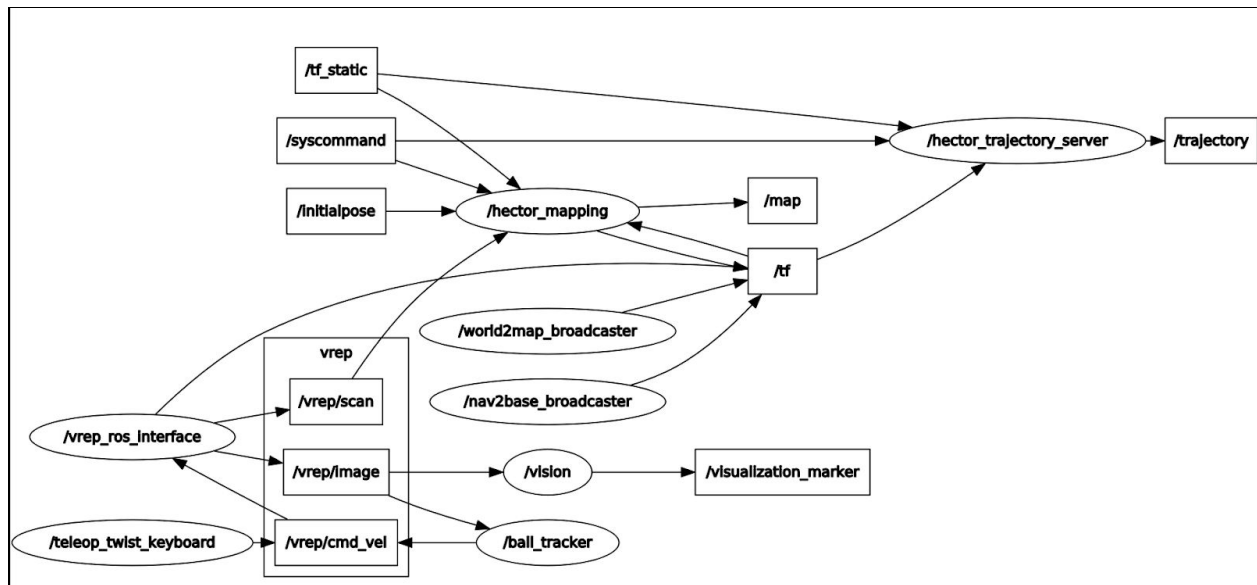 /tf_static
/syscommand
/hector_trajectory_server
/trajectory
/initialpose
/hector_mapping
/map
/tf
/world2map_broadcaster
vrep
/vrep/scan
/nav2base_broadcaster
/vrep_ros_interface
/vrep/image
/vision
/visualization_marker
/teleop_twist_keyboard
/vrep/cmd_vel
/ball_tracker